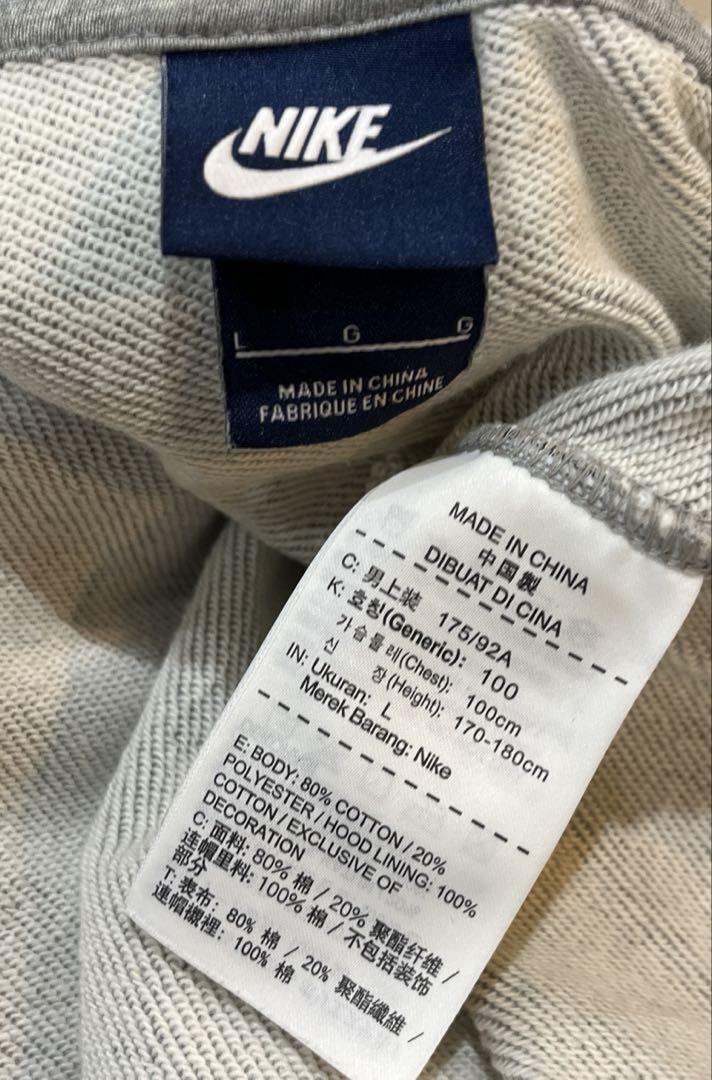 NIKE
L G G
MADE IN CHINA
FABRIQUE EN CHINE
MADE IN CHINA
中国製
DIBUAT DI CINA
C: 男上装 175/92A
K: 호칭(Generic): 100
가슴둘레(Chest): 100cm
신 장(Height): 170-180cm
IN: Ukuran: L
Merek Barang: Nike
E: BODY: 80% COTTON / 20%
POLYESTER / HOOD LINING: 100%
COTTON / EXCLUSIVE OF
DECORATION
C: 面料: 80% 棉 / 20% 聚酯纤维 /
连帽里料: 100% 棉 / 不包括装饰
部分
T: 表布: 80% 棉 / 20% 聚酯纖維 /
連帽襯裡: 100% 棉